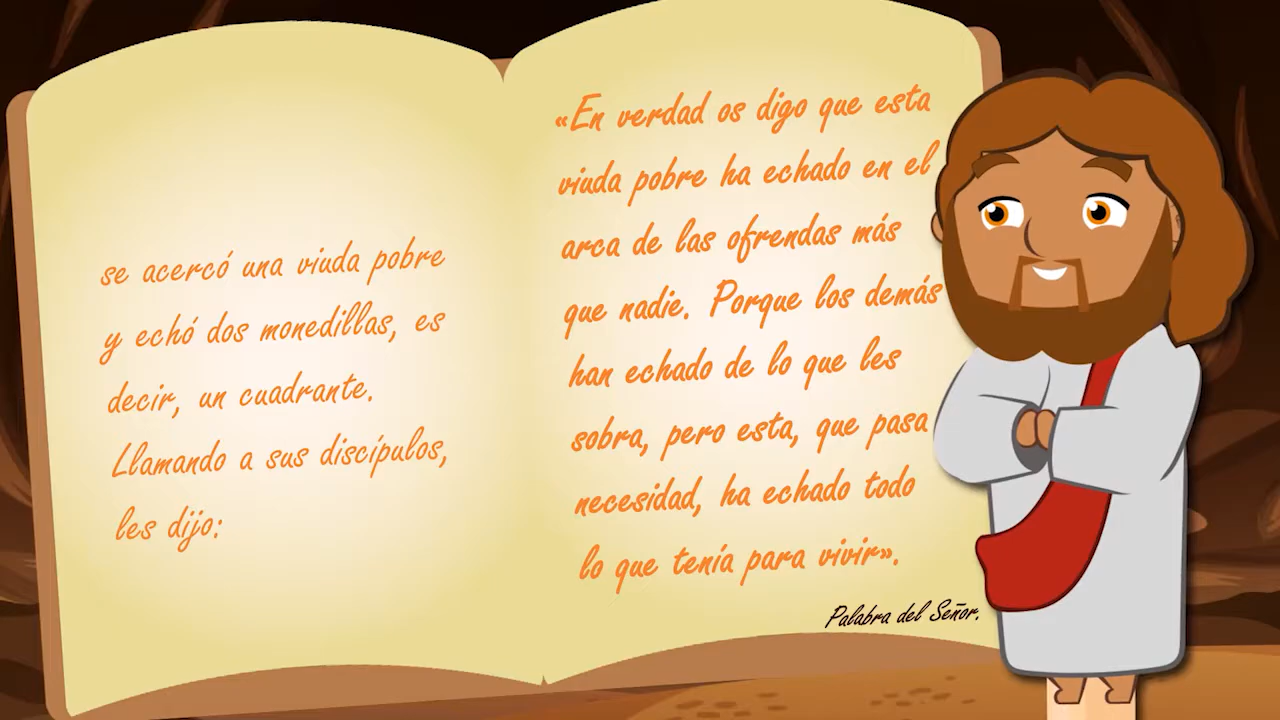 se acercó una viuda pobre
y echó dos monedillas, es
decir, un cuadrante.
Llamando a sus discípulos,
les dijo:
«En verdad os digo que esta
viuda pobre ha echado en el
arca de las ofrendas más
que nadie. Porque los demás
han echado de lo que les
sobra, pero esta, que pasa
necesidad, ha echado todo
lo que tenía para vivir».
Palabra del Señor.